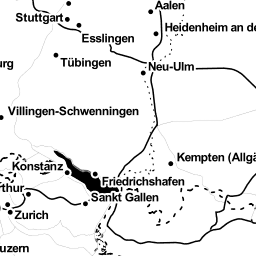 Aalen
Stuttgart
Heidenheim an de
Esslingen
Tübingen
Neu-Ulm
urg
Villingen-Schwenningen
Kempten (Allgä
Konstanz
Friedrichshafen
rthur
Sankt Gallen
Zurich
uzern